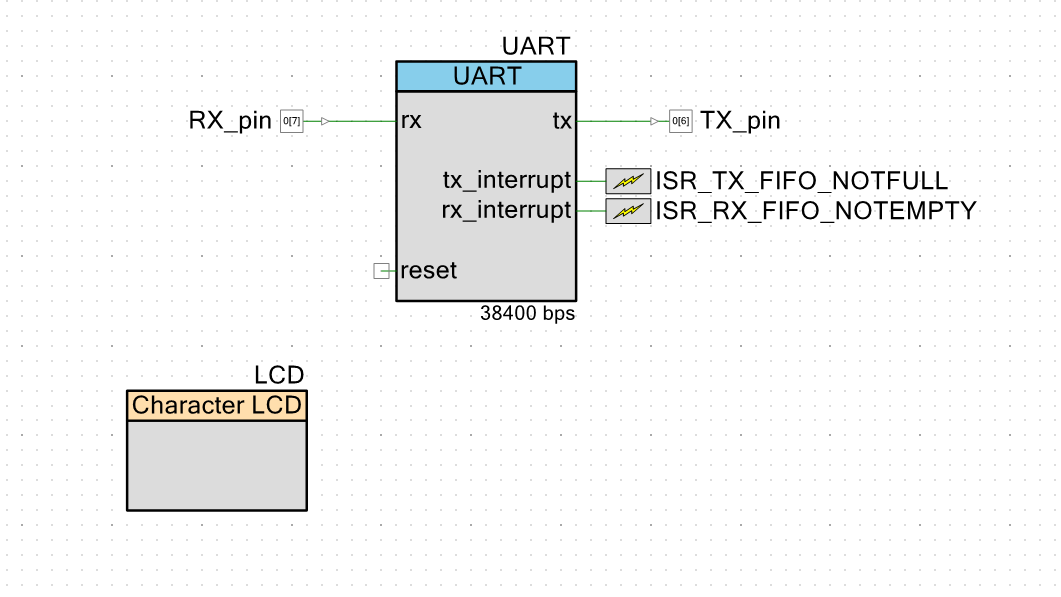 UART
UART
RX_pin 0[7] rx tx 0[6] TX_pin
tx_interrupt ISR_TX_FIFO_NOTFULL
rx_interrupt ISR_RX_FIFO_NOTEMPTY
reset
38400 bps
LCD
Character LCD